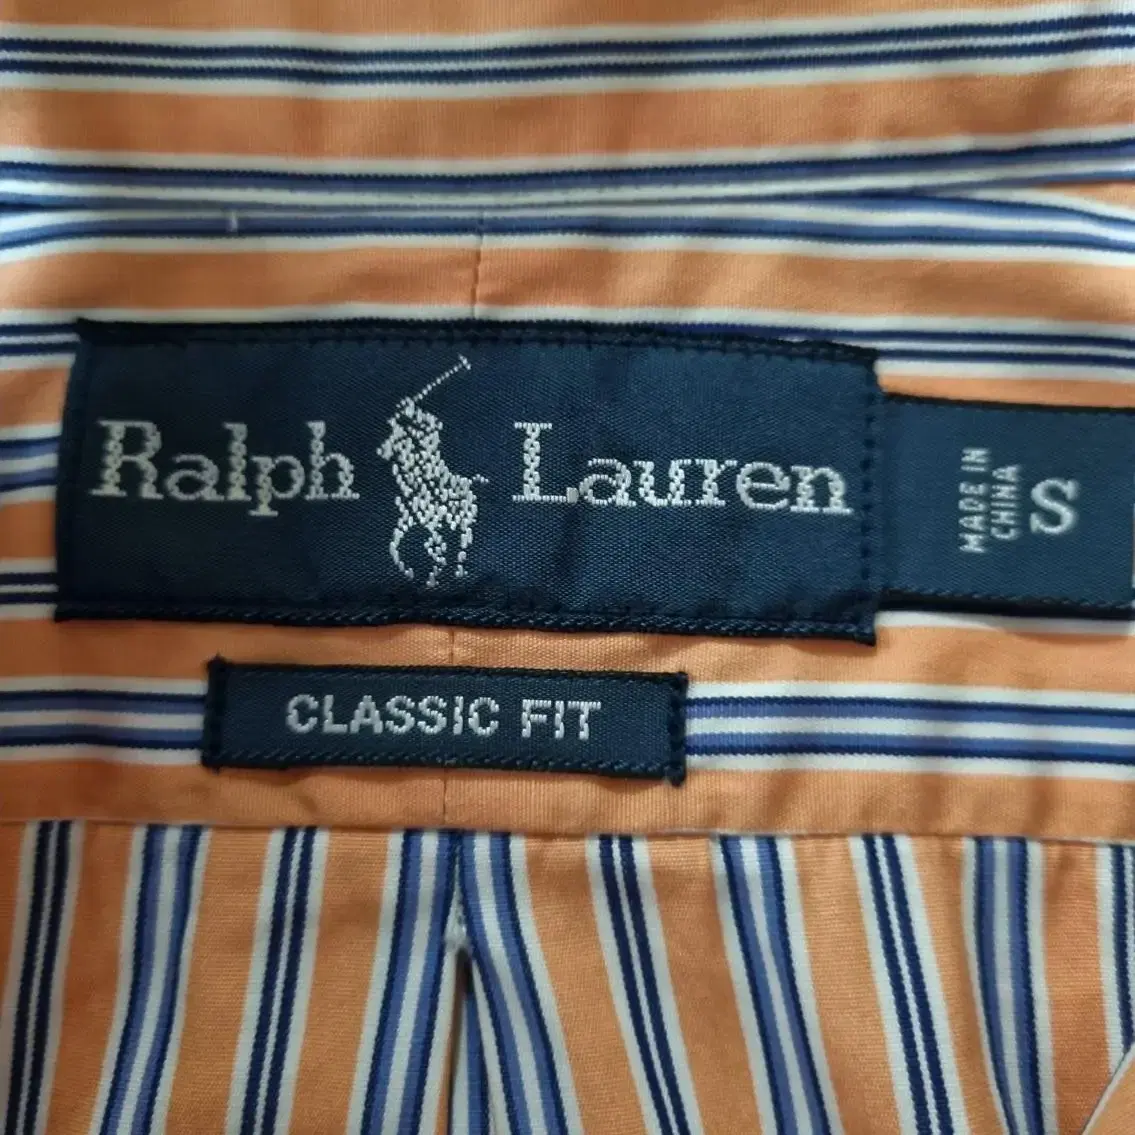 Ralph Lauren
MADE IN
CHINA
S
CLASSIC FIT